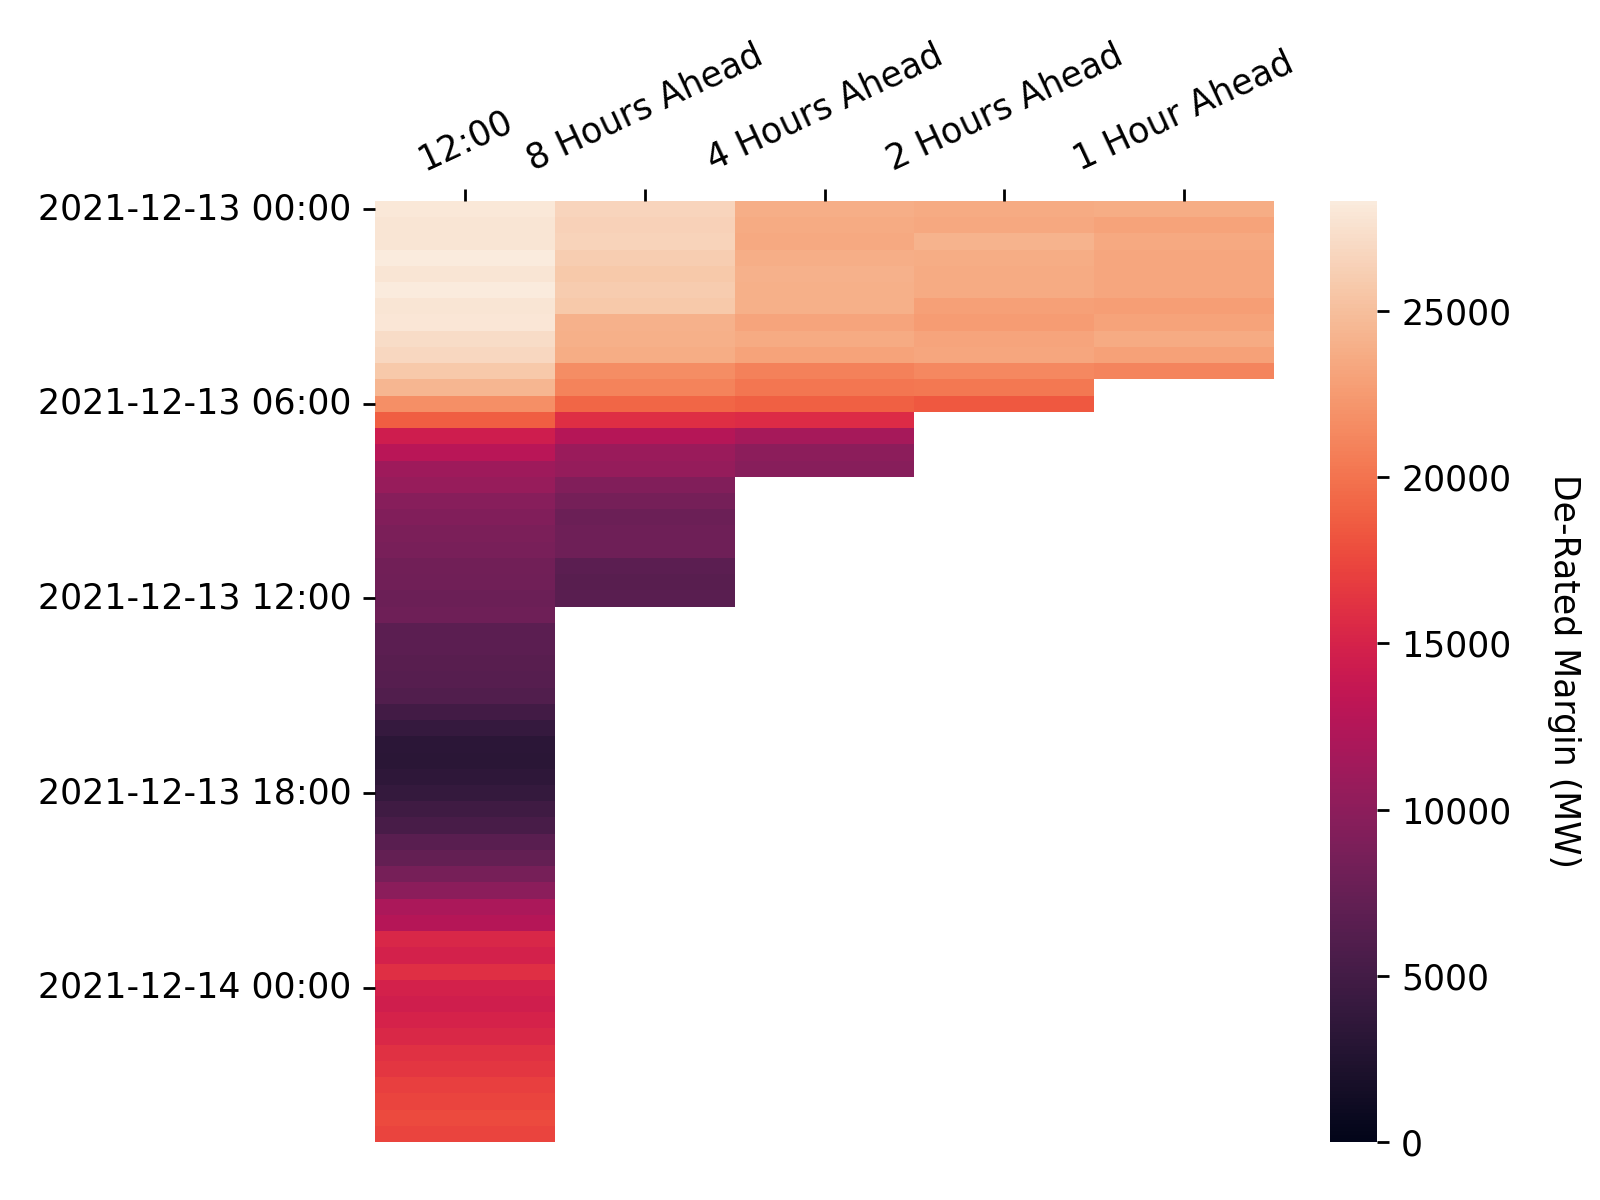 12:00
8 Hours Ahead
4 Hours Ahead
2 Hours Ahead
1 Hour Ahead
2021-12-13 00:00
2021-12-13 06:00
2021-12-13 12:00
2021-12-13 18:00
2021-12-14 00:00
25000
20000
15000
10000
5000
0
De-Rated Margin (MW)